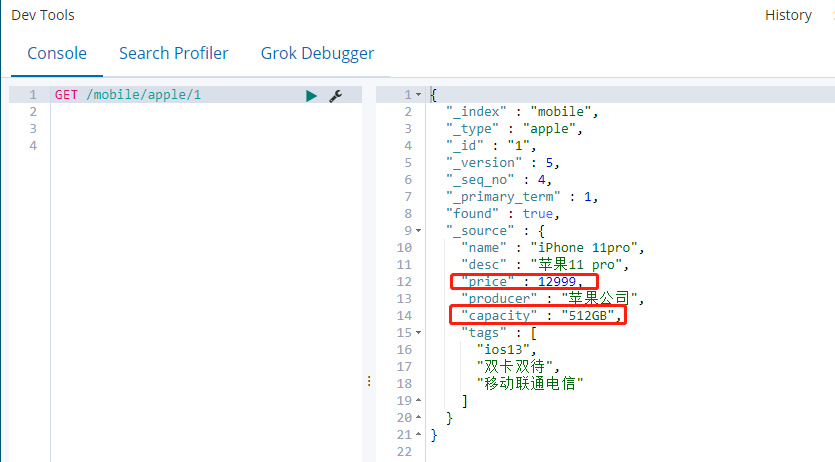 Dev Tools
History
Console Search Profiler Grok Debugger
1 GET /mobile/apple/1
2
3
4
1 {
2 "_index" : "mobile",
3 "_type" : "apple",
4 "_id" : "1",
5 "_version" : 5,
6 "_seq_no" : 4,
7 "_primary_term" : 1,
8 "found" : true,
9 "_source" : {
10 "name" : "iPhone 11pro",
11 "desc" : "苹果11 pro",
12 "price" : 12999,
13 "producer" : "苹果公司",
14 "capacity" : "512GB",
15 "tags" : [
16 "ios13",
17 "双卡双待",
18 "移动联通电信"
19 ]
20 }
21 }
22